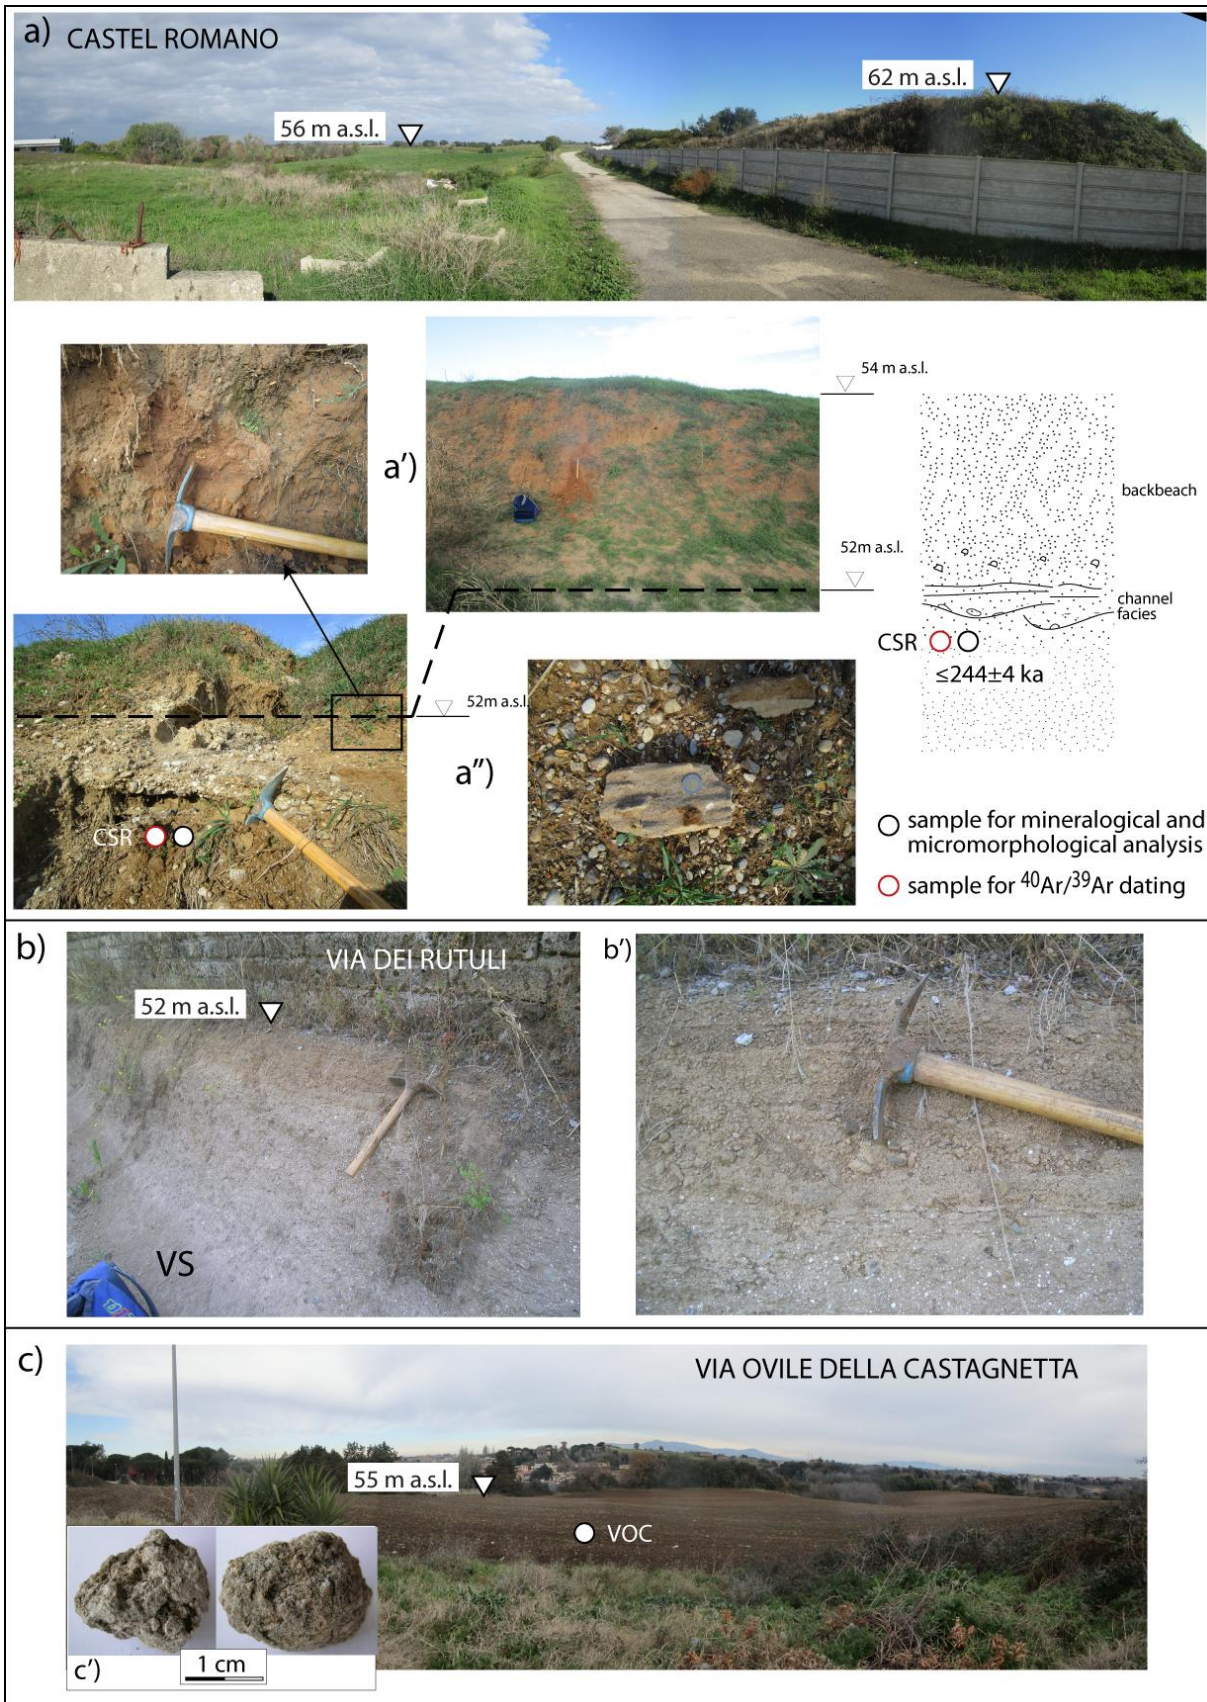 a) CASTEL ROMANO
62 m a.s.l.
56 m a.s.l.
a')
54 m a.s.l.
52m a.s.l.
backbeach
channel
facies
CSR
≤244±4 ka
52m a.s.l.
a'')
CSR
sample for mineralogical and
micromorphological analysis
sample for ⁴⁰Ar/³⁹Ar dating
b)
VIA DEI RUTULI
52 m a.s.l.
VS
b')
c)
VIA OVILE DELLA CASTAGNETTA
55 m a.s.l.
VOC
c')
1 cm